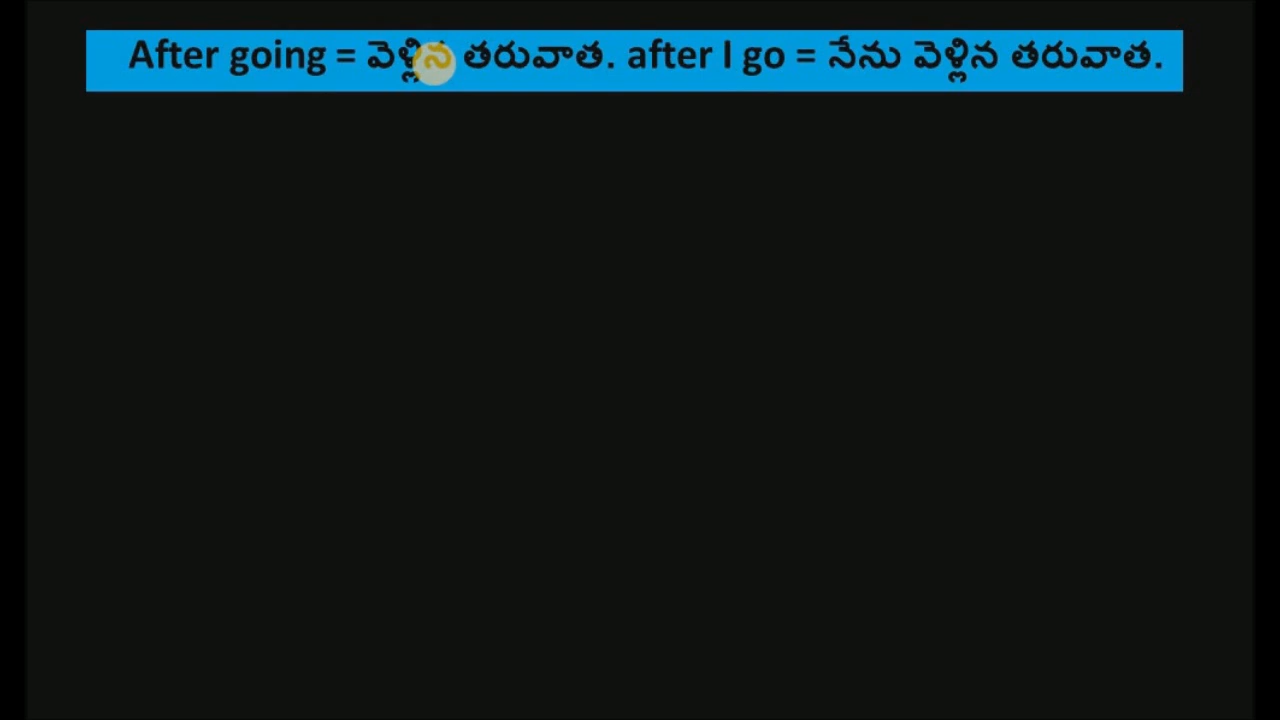 After going = వెళ్లిన తరువాత. after I go = నేను వెళ్లిన తరువాత.